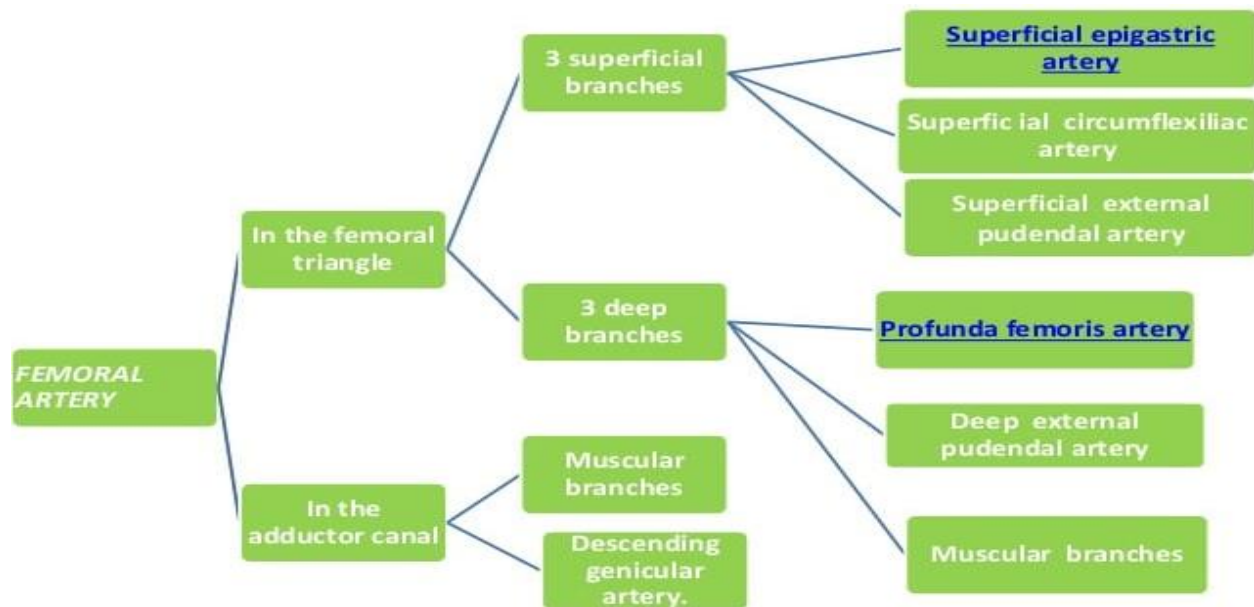 FEMORAL
ARTERY
In the femoral
triangle
In the
adductor canal
3 superficial
branches
3 deep
branches
Muscular
branches
Descending
genicular
artery.
Superficial epigastric
artery
Superfic ial circumflexiliac
artery
Superficial external
pudendal artery
Profunda femoris artery
Deep external
pudendal artery
Muscular branches